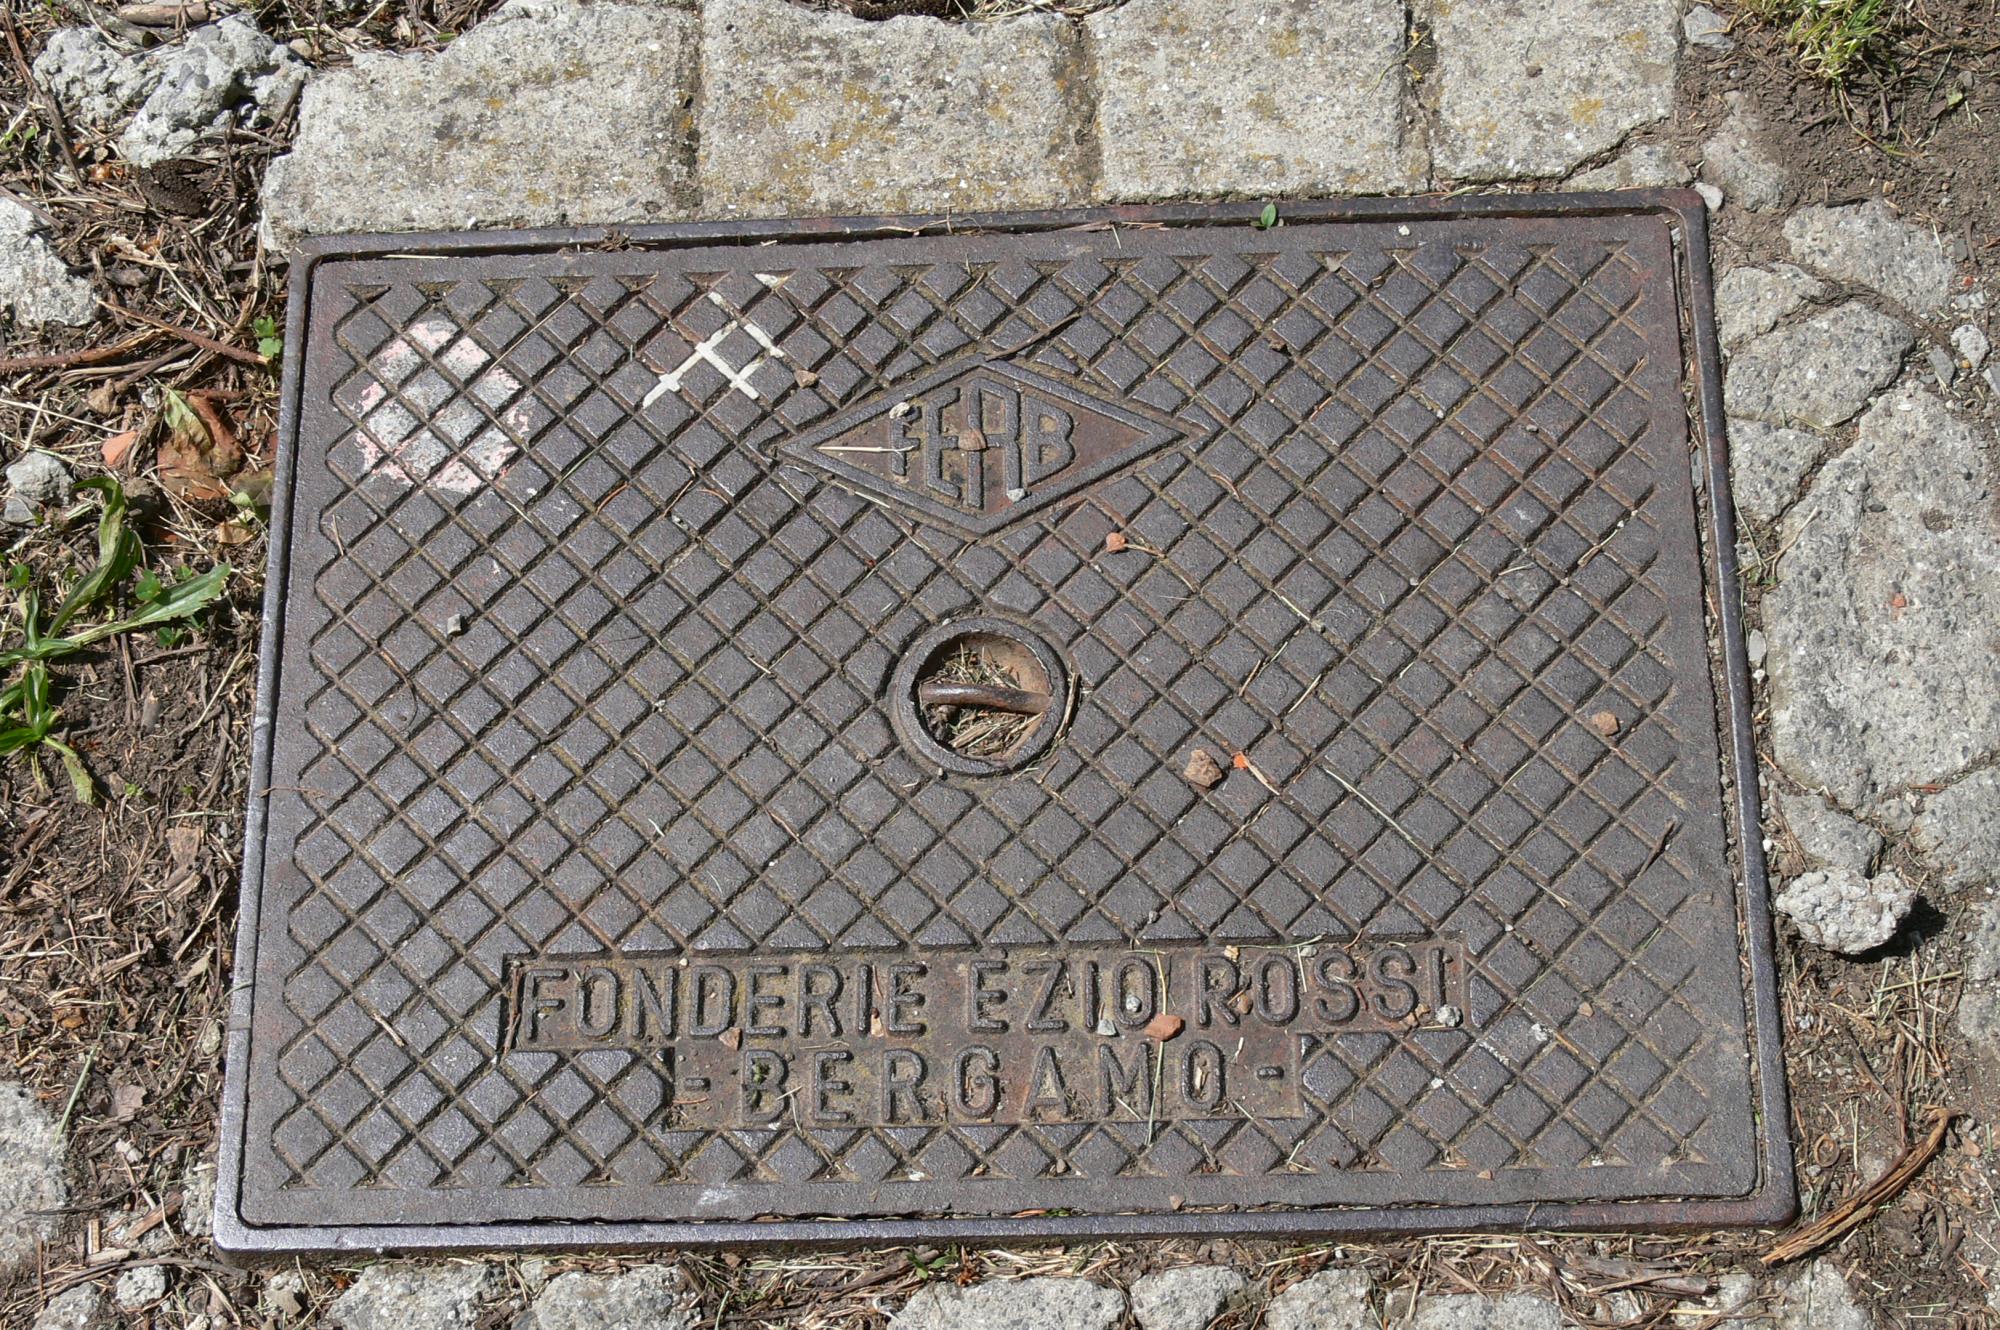 FERB
FONDERIE EZIO ROSSI
- BERGAMO -